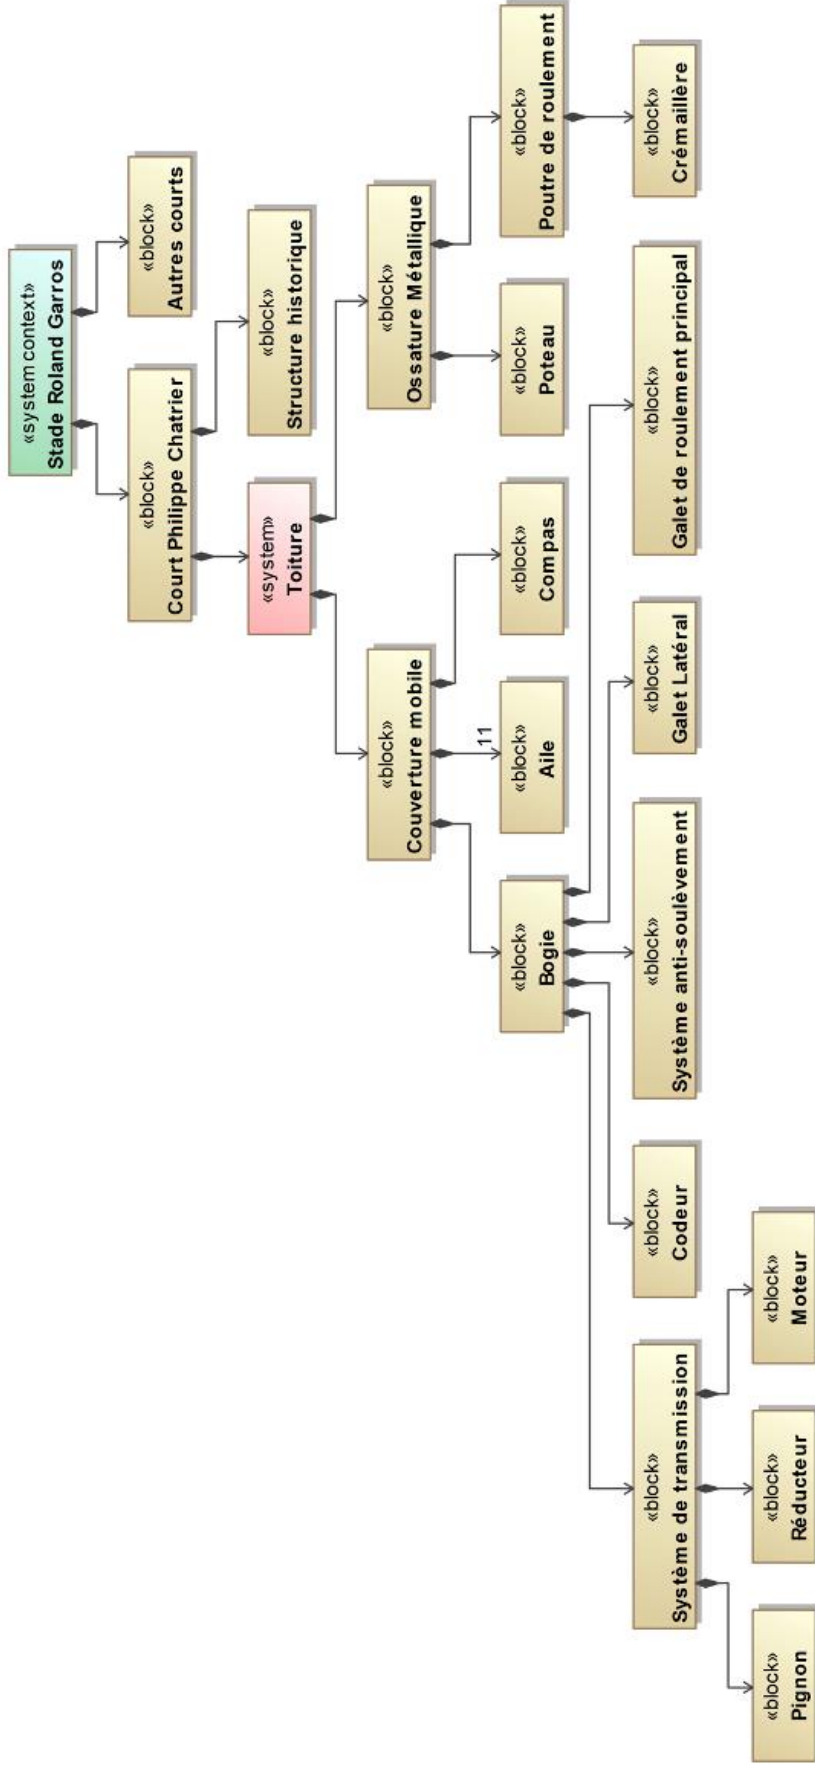 «system context»
Stade Roland Garros
«block»
Court Philippe Chatrier
«block»
Autres courts
«system»
Toiture
«block»
Structure historique
«block»
Couverture mobile
«block»
Ossature Métallique
11
«block»
Bogie
«block»
Aile
«block»
Compas
«block»
Poteau
«block»
Poutre de roulement
«block»
Système de transmission
«block»
Codeur
«block»
Système anti-soulèvement
«block»
Galet Latéral
«block»
Galet de roulement principal
«block»
Crémaillère
«block»
Pignon
«block»
Réducteur
«block»
Moteur